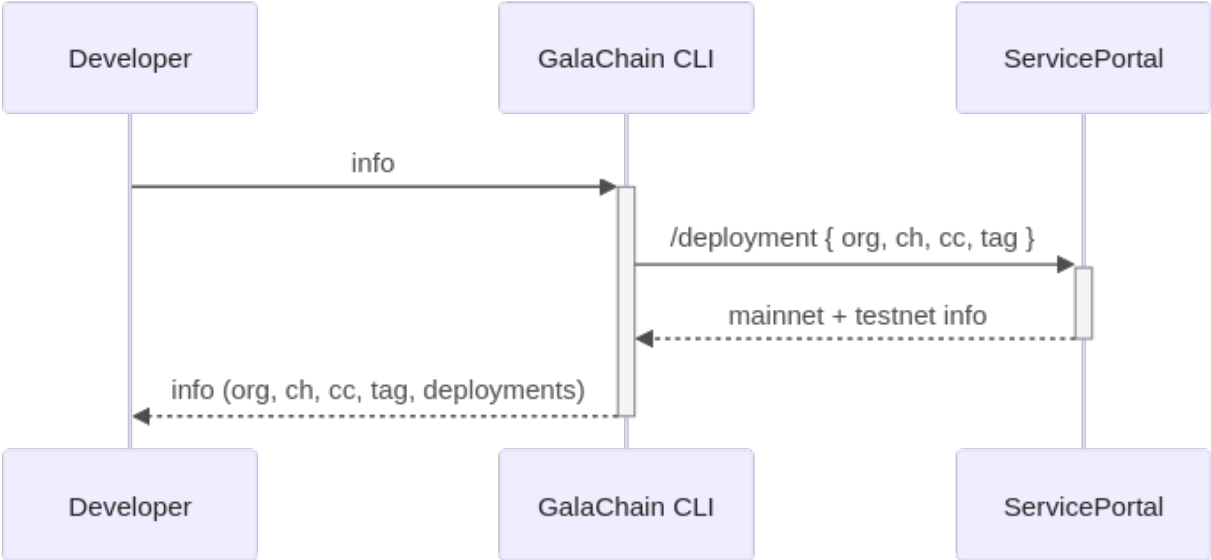 Developer
GalaChain CLI
ServicePortal
info
/deployment { org, ch, cc, tag }
mainnet + testnet info
info (org, ch, cc, tag, deployments)
Developer
GalaChain CLI
ServicePortal